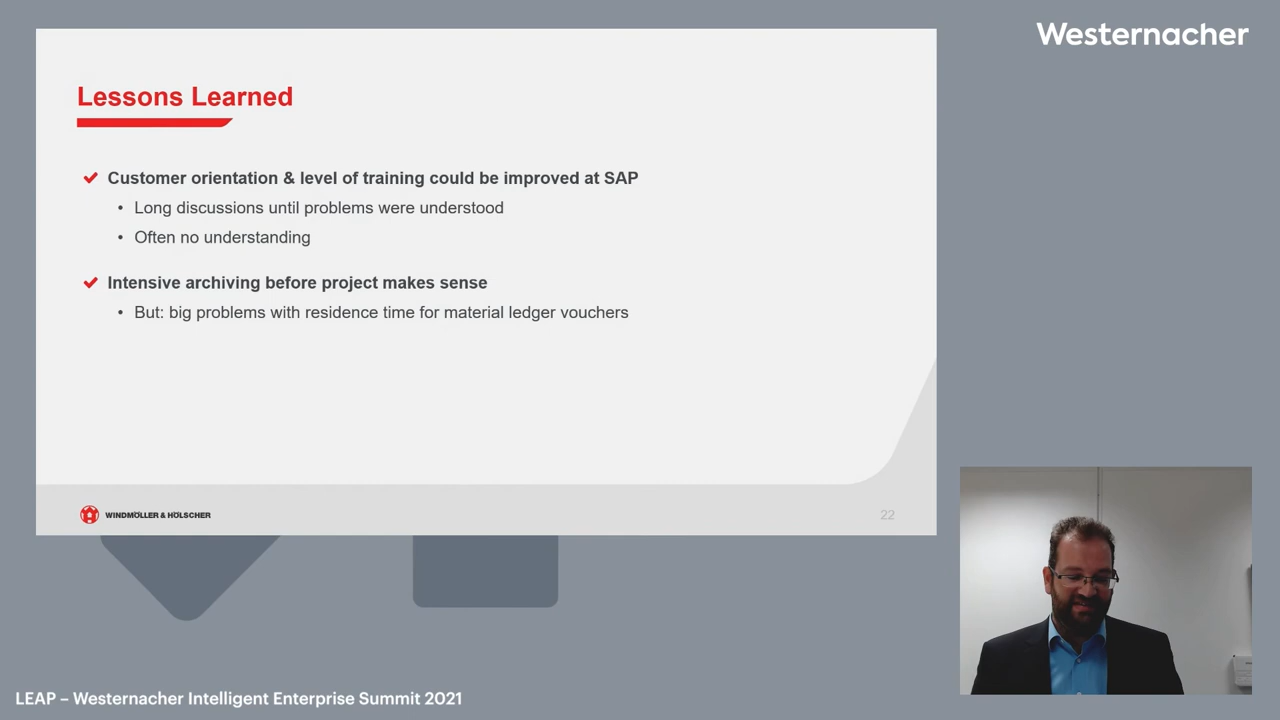 Westernacher
Lessons Learned
Customer orientation & level of training could be improved at SAP
• Long discussions until problems were understood
• Often no understanding
Intensive archiving before project makes sense
• But: big problems with residence time for material ledger vouchers
WINDMÖLLER & HÖLSCHER
22
LEAP – Westernacher Intelligent Enterprise Summit 2021